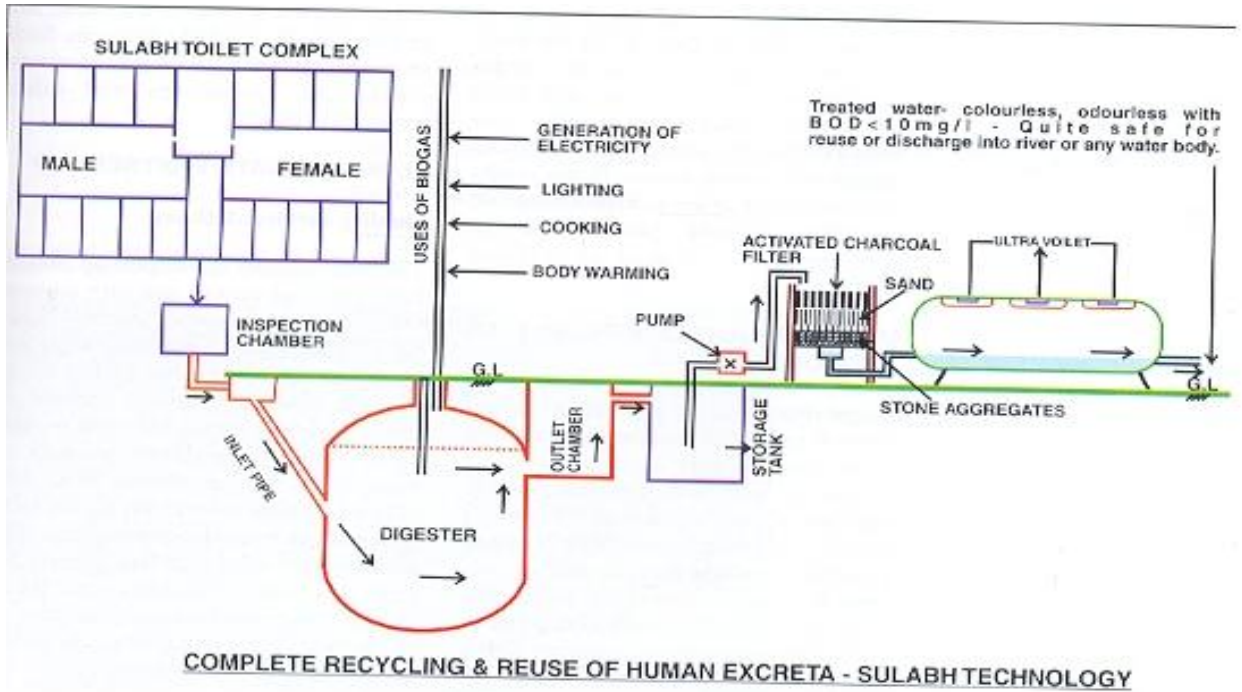 SULABH TOILET COMPLEX
MALE
FEMALE
USES OF BIOGAS
GENERATION OF
ELECTRICITY
LIGHTING
COOKING
BODY WARMING
Treated water- colourless, odourless with
BOD<10mg/l - Quite safe for
reuse or discharge into river or any water body.
INSPECTION
CHAMBER
ACTIVATED CHARCOAL
FILTER
SAND
ULTRA VOILET
PUMP
G.L
G.L
STONE AGGREGATES
INLET PIPE
OUTLET
CHAMBER
STORAGE
TANK
DIGESTER
X
COMPLETE RECYCLING & REUSE OF HUMAN EXCRETA - SULABH TECHNOLOGY